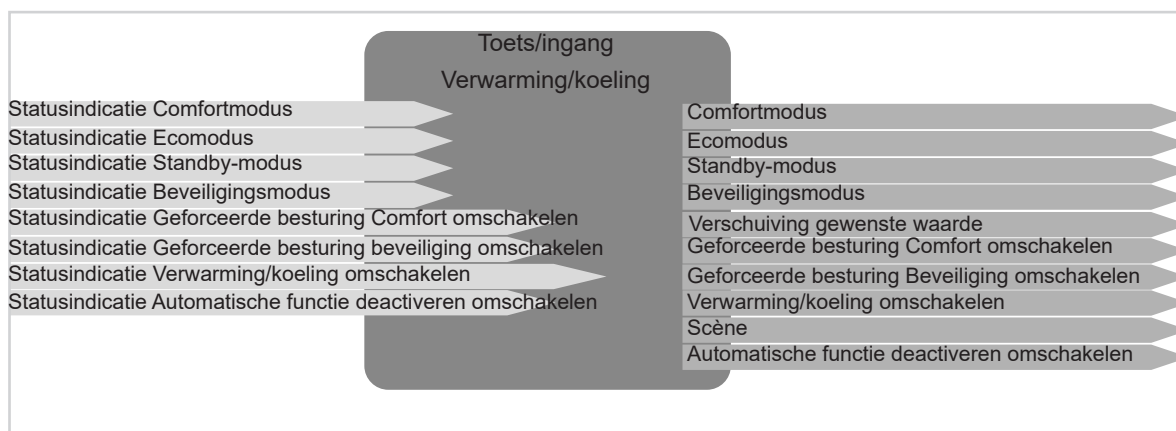 Toets/ingang
Verwarming/koeling
Statusindicatie Comfortmodus
Statusindicatie Ecomodus
Statusindicatie Standby-modus
Statusindicatie Beveiligingsmodus
Statusindicatie Geforceerde besturing Comfort omschakelen
Statusindicatie Geforceerde besturing beveiliging omschakelen
Statusindicatie Verwarming/koeling omschakelen
Statusindicatie Automatische functie deactiveren omschakelen
Comfortmodus
Ecomodus
Standby-modus
Beveiligingsmodus
Verschuiving gewenste waarde
Geforceerde besturing Comfort omschakelen
Geforceerde besturing Beveiliging omschakelen
Verwarming/koeling omschakelen
Scène
Automatische functie deactiveren omschakelen